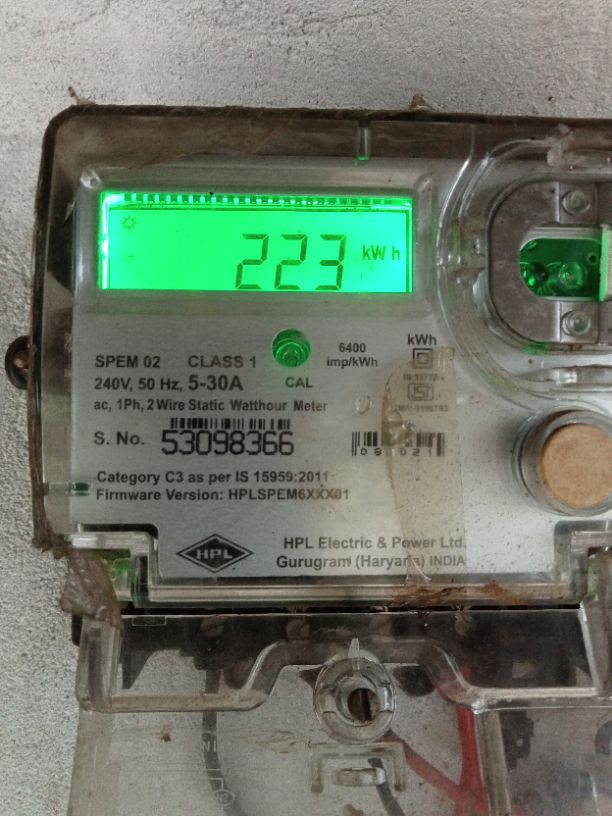 223 kW h
SPEM 02 CLASS 1
6400
imp/kWh
kWh
240V, 50 Hz, 5-30A
CAL
ac, 1Ph, 2 Wire Static Watthour Meter
S. No. 53098366
081021
Category C3 as per IS 15959:2011
Firmware Version: HPLSPEM6XXX01
HPL
HPL Electric & Power Ltd.
Gurugram (Haryana) INDIA